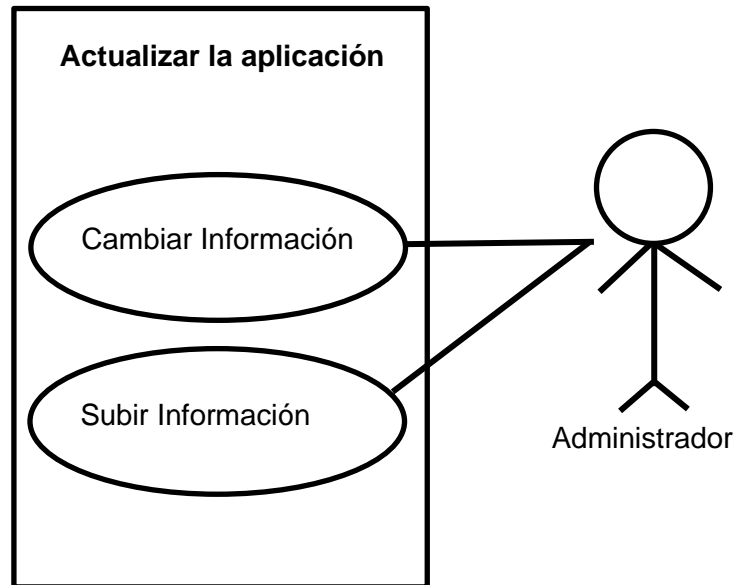 Actualizar la aplicación
Cambiar Información
Subir Información
Administrador